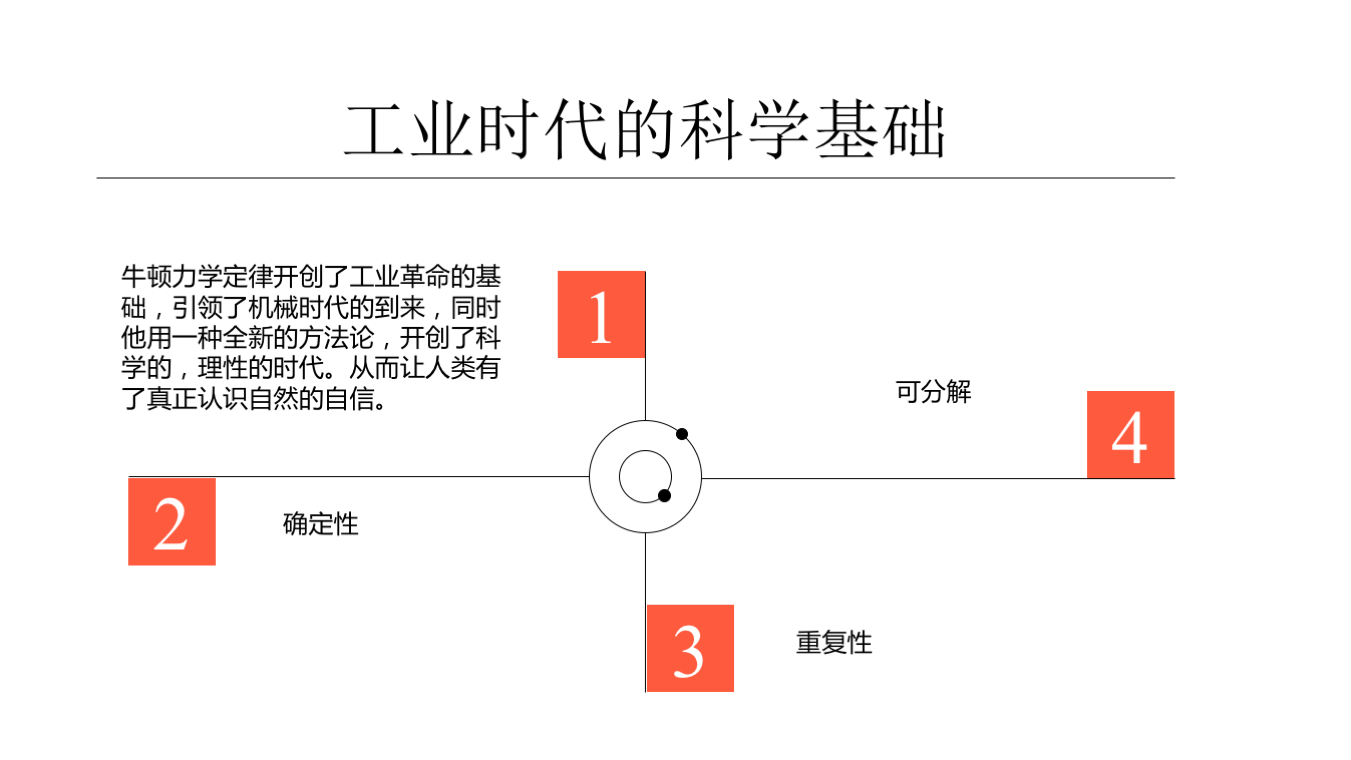 工业时代的科学基础
牛顿力学定律开创了工业革命的基
础，引领了机械时代的到来，同时
他用一种全新的方法论，开创了科
学的，理性的时代。从而让人类有
了真正认识自然的自信。
1
可分解
4
2
确定性
3
重复性